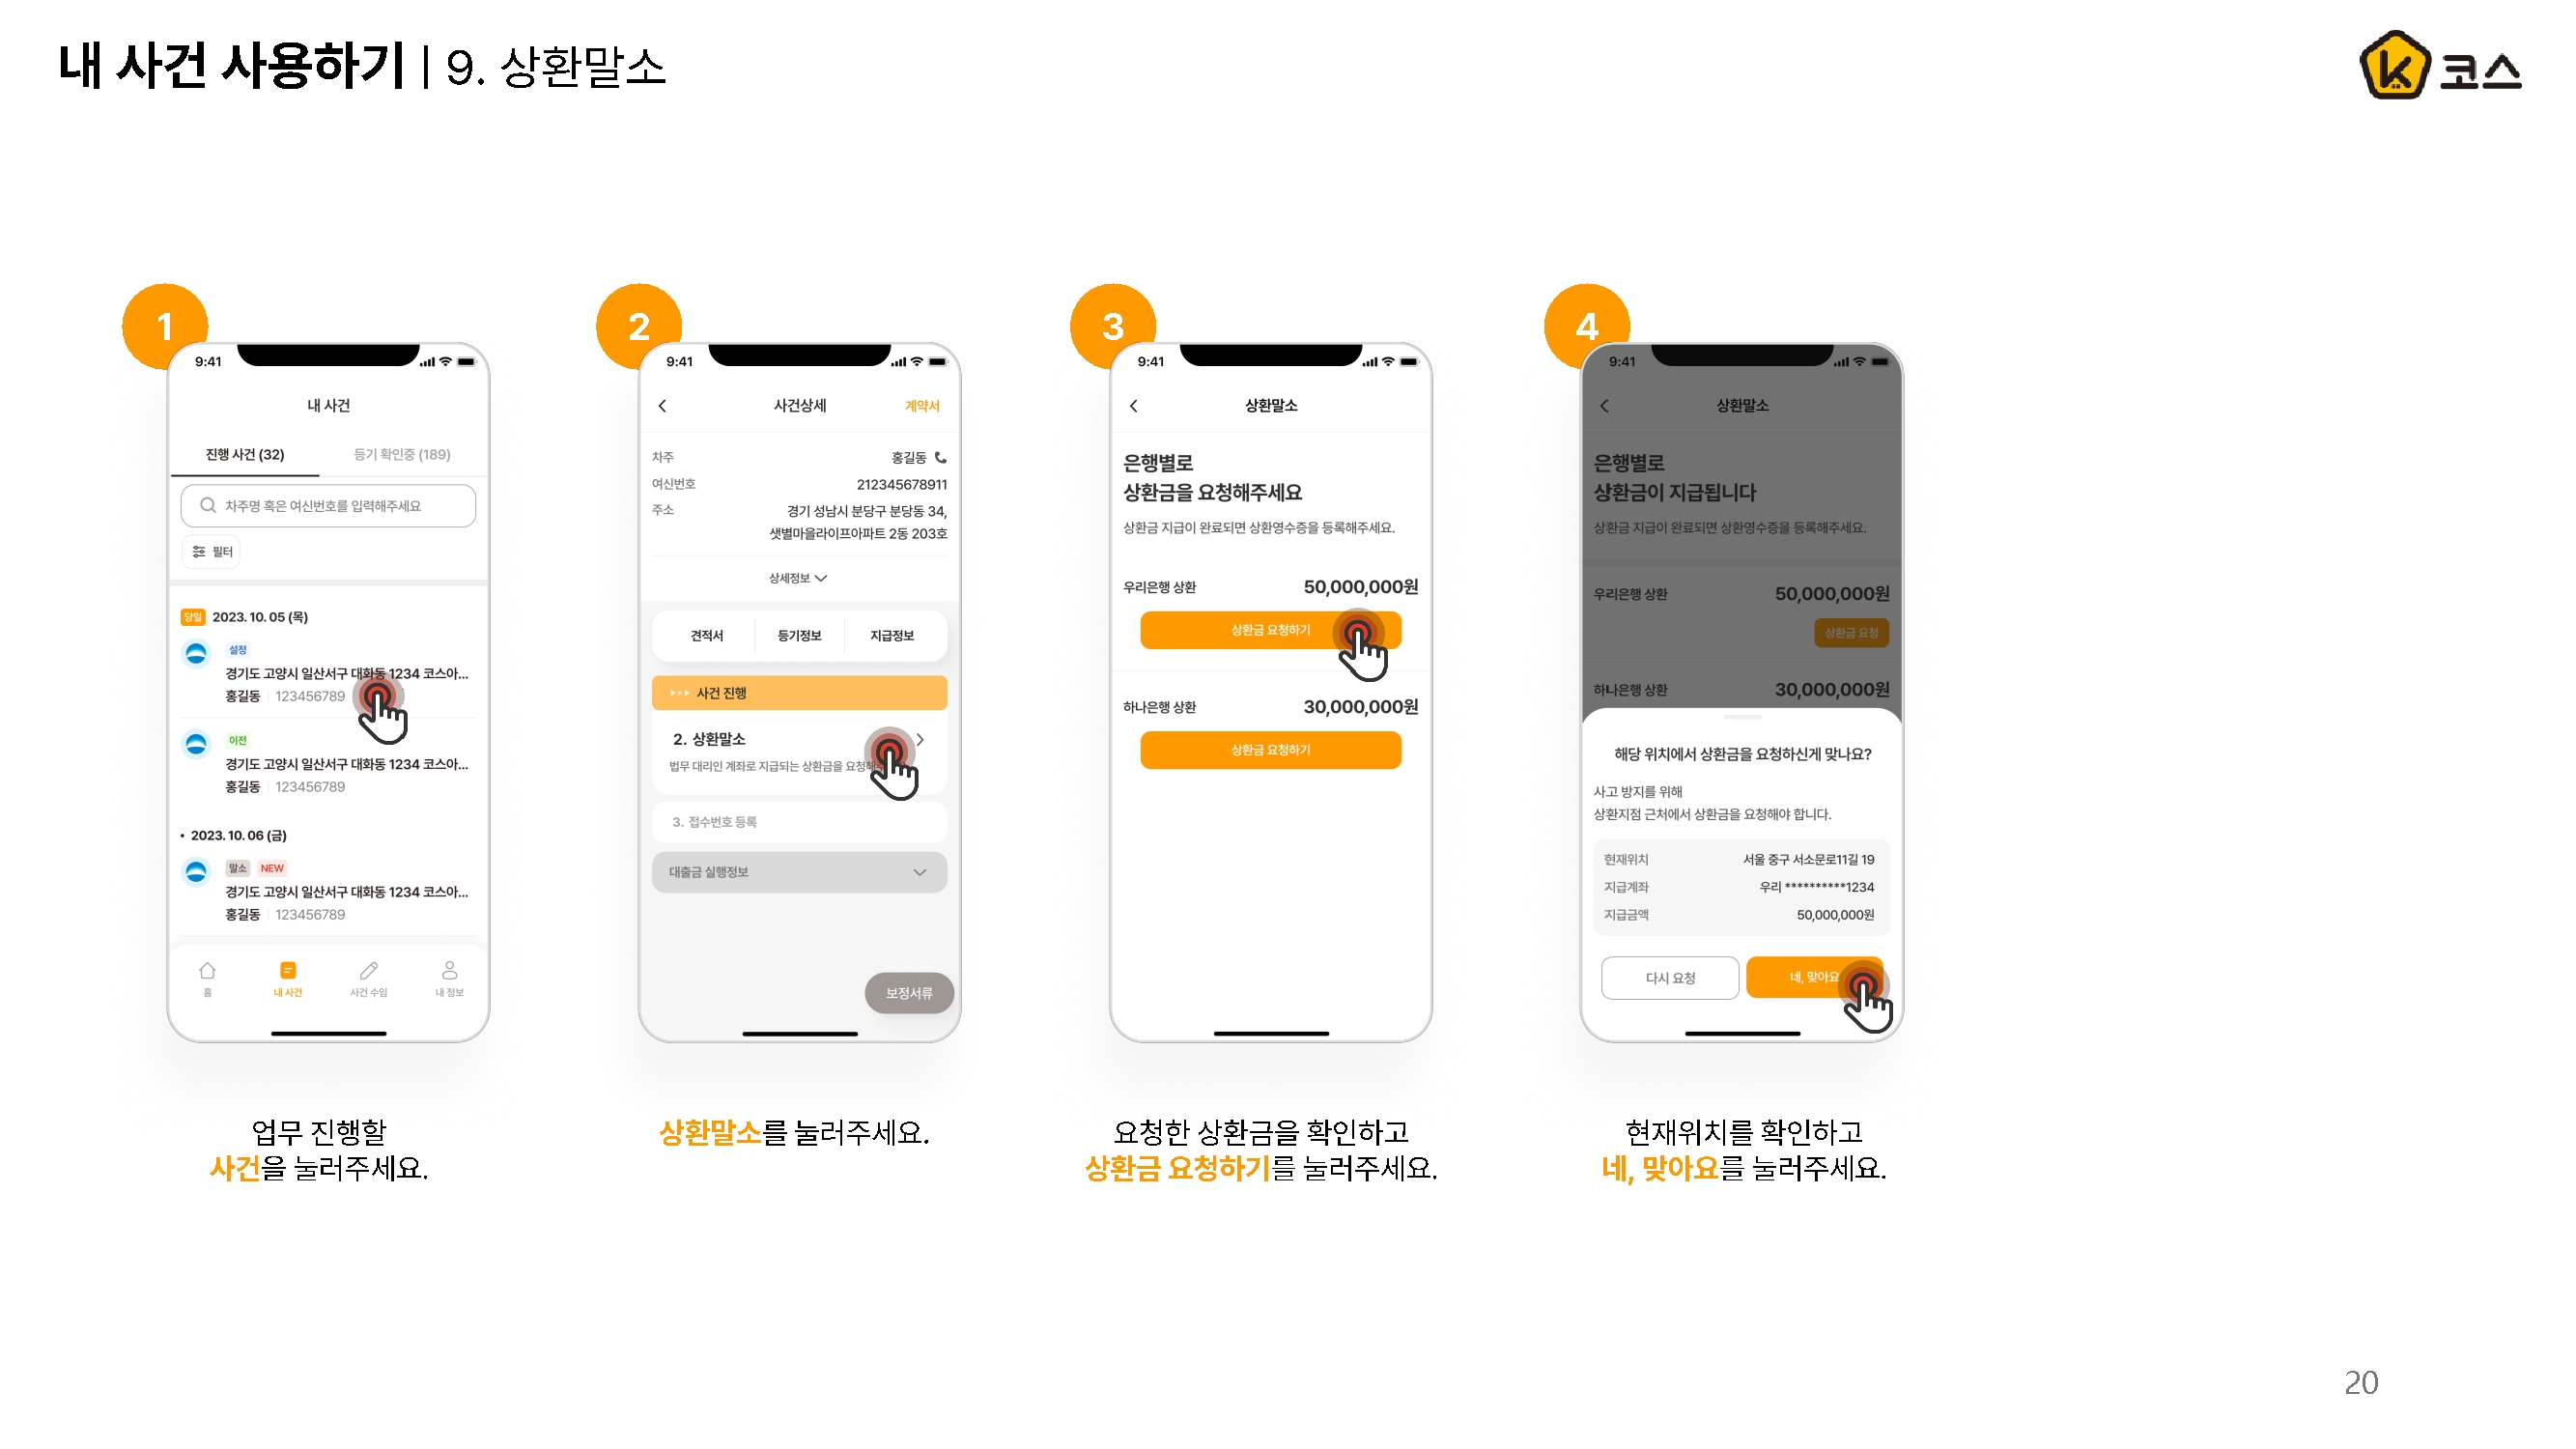 내 사건 사용하기 | 9. 상환말소
코스
1
9:41
내 사건
진행 사건 (32)
등기 확인중 (189)
차주명 혹은 여신번호를 입력해주세요
필터
당일 2023. 10. 05 (목)
설정
경기도 고양시 일산서구 대화동 1234 코스아...
홍길동 | 123456789
이전
경기도 고양시 일산서구 대화동 1234 코스아...
홍길동 | 123456789
• 2023. 10. 06 (금)
말소 NEW
경기도 고양시 일산서구 대화동 1234 코스아...
홍길동 | 123456789
홈
내 사건
사건 수임
내 정보
업무 진행할
사건을 눌러주세요.
2
9:41
사건상세
계약서
차주 홍길동
여신번호 212345678911
주소 경기 성남시 분당구 분당동 34,
샛별마을라이프아파트 2동 203호
상세정보
견적서
등기정보
지급정보
사건 진행
2. 상환말소
법무 대리인 계좌로 지급되는 상환금을 요청해
3. 접수번호 등록
대출금 실행정보
보정서류
상환말소를 눌러주세요.
3
9:41
상환말소
은행별로
상환금을 요청해주세요
상환금 지급이 완료되면 상환영수증을 등록해주세요.
우리은행 상환 50,000,000원
상환금 요청하기
하나은행 상환 30,000,000원
상환금 요청하기
요청한 상환금을 확인하고
상환금 요청하기를 눌러주세요.
4
9:41
상환말소
은행별로
상환금이 지급됩니다
상환금 지급이 완료되면 상환영수증을 등록해주세요.
우리은행 상환 50,000,000원
상환금 요청
하나은행 상환 30,000,000원
해당 위치에서 상환금을 요청하신게 맞나요?
사고 방지를 위해
상환지점 근처에서 상환금을 요청해야 합니다.
현재위치 서울 중구 서소문로11길 19
지급계좌 우리 **********1234
지급금액 50,000,000원
다시 요청
네, 맞아요
현재위치를 확인하고
네, 맞아요를 눌러주세요.
20